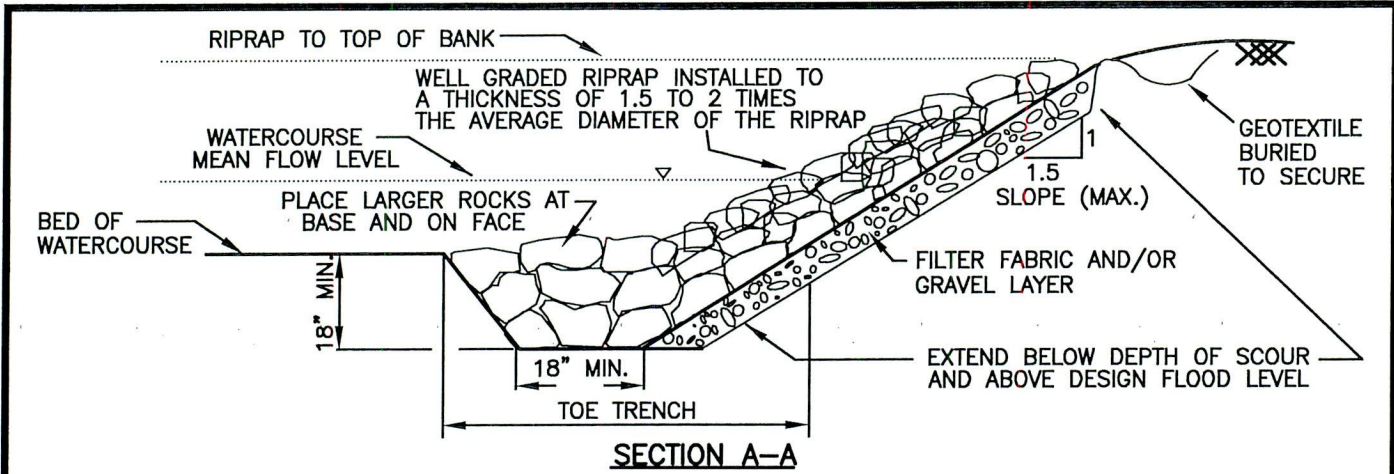 RIPRAP TO TOP OF BANK
WELL GRADED RIPRAP INSTALLED TO
A THICKNESS OF 1.5 TO 2 TIMES
THE AVERAGE DIAMETER OF THE RIPRAP
WATERCOURSE
MEAN FLOW LEVEL
GEOTEXTILE
BURIED
TO SECURE
1
1.5
SLOPE (MAX.)
PLACE LARGER ROCKS AT
BASE AND ON FACE
BED OF
WATERCOURSE
FILTER FABRIC AND/OR
GRAVEL LAYER
18" MIN.
18" MIN.
EXTEND BELOW DEPTH OF SCOUR
AND ABOVE DESIGN FLOOD LEVEL
TOE TRENCH
SECTION A–A